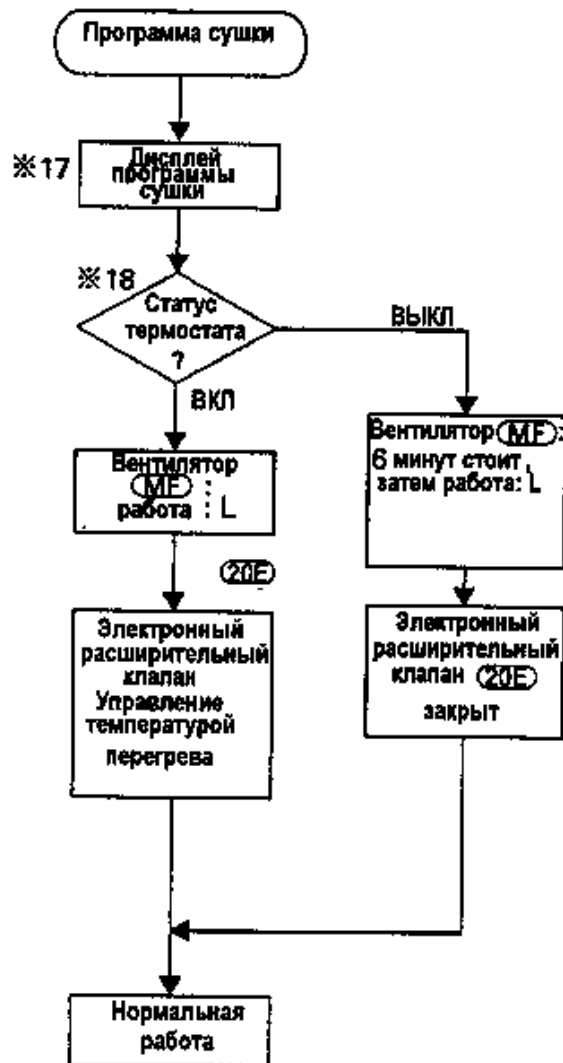 Программа сушки
※17
Дисплей
программы
сушки
※18
Статус
термостата
?
ВЫКЛ
ВКЛ
Вентилятор
(MF) :
работа : L
Вентилятор (MF):
6 минут стоит,
затем работа: L
(20E)
Электронный
расширительный
клапан
Управление
температурой
перегрева
Электронный
расширительный
клапан (20E)
закрыт
Нормальная
работа